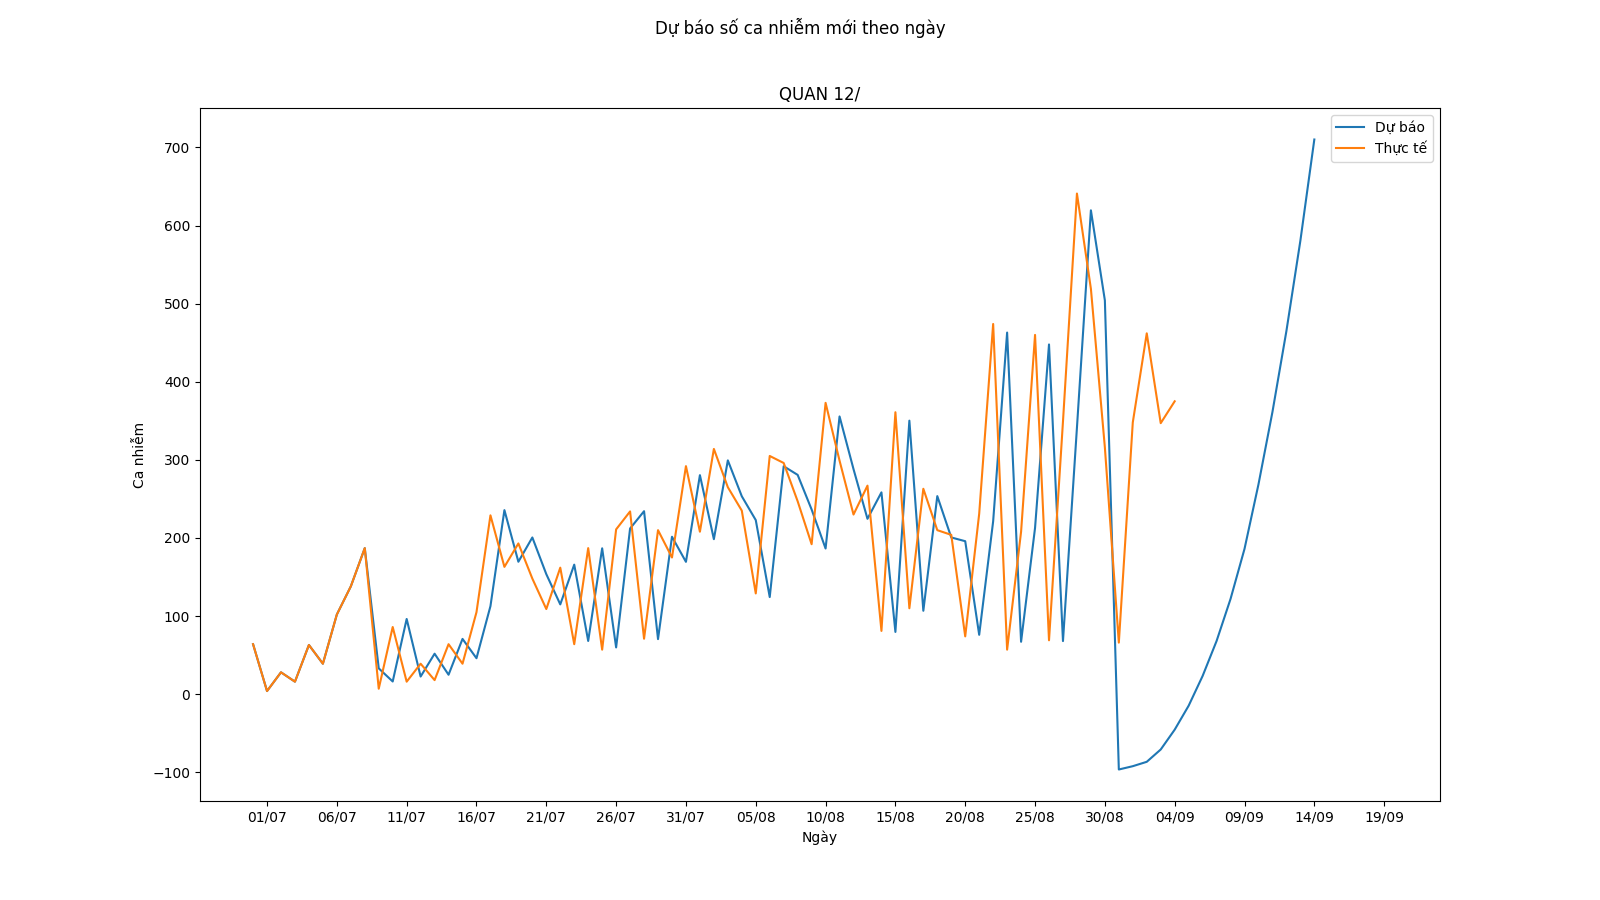 Dự báo số ca nhiễm mới theo ngày
QUAN 12/
Dự báo
Thực tế
700
600
500
400
300
200
100
0
−100
Ca nhiễm
01/07 06/07 11/07 16/07 21/07 26/07 31/07 05/08 10/08 15/08 20/08 25/08 30/08 04/09 09/09 14/09 19/09
Ngày